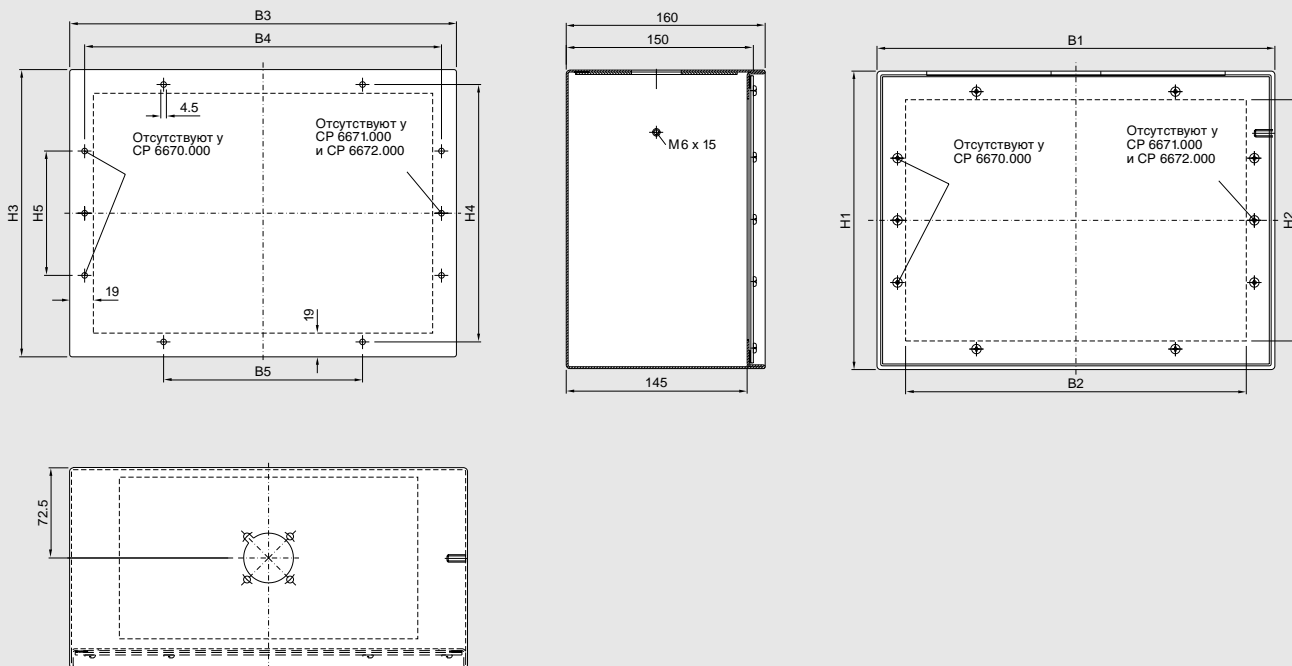 B3
B4
4.5
Отсутствуют у
CP 6670.000
Отсутствуют у
CP 6671.000
и CP 6672.000
H3
H5
H4
19
19
B5
160
150
M6 x 15
145
B1
Отсутствуют у
CP 6670.000
Отсутствуют у
CP 6671.000
и CP 6672.000
H1
H2
B2
72.5